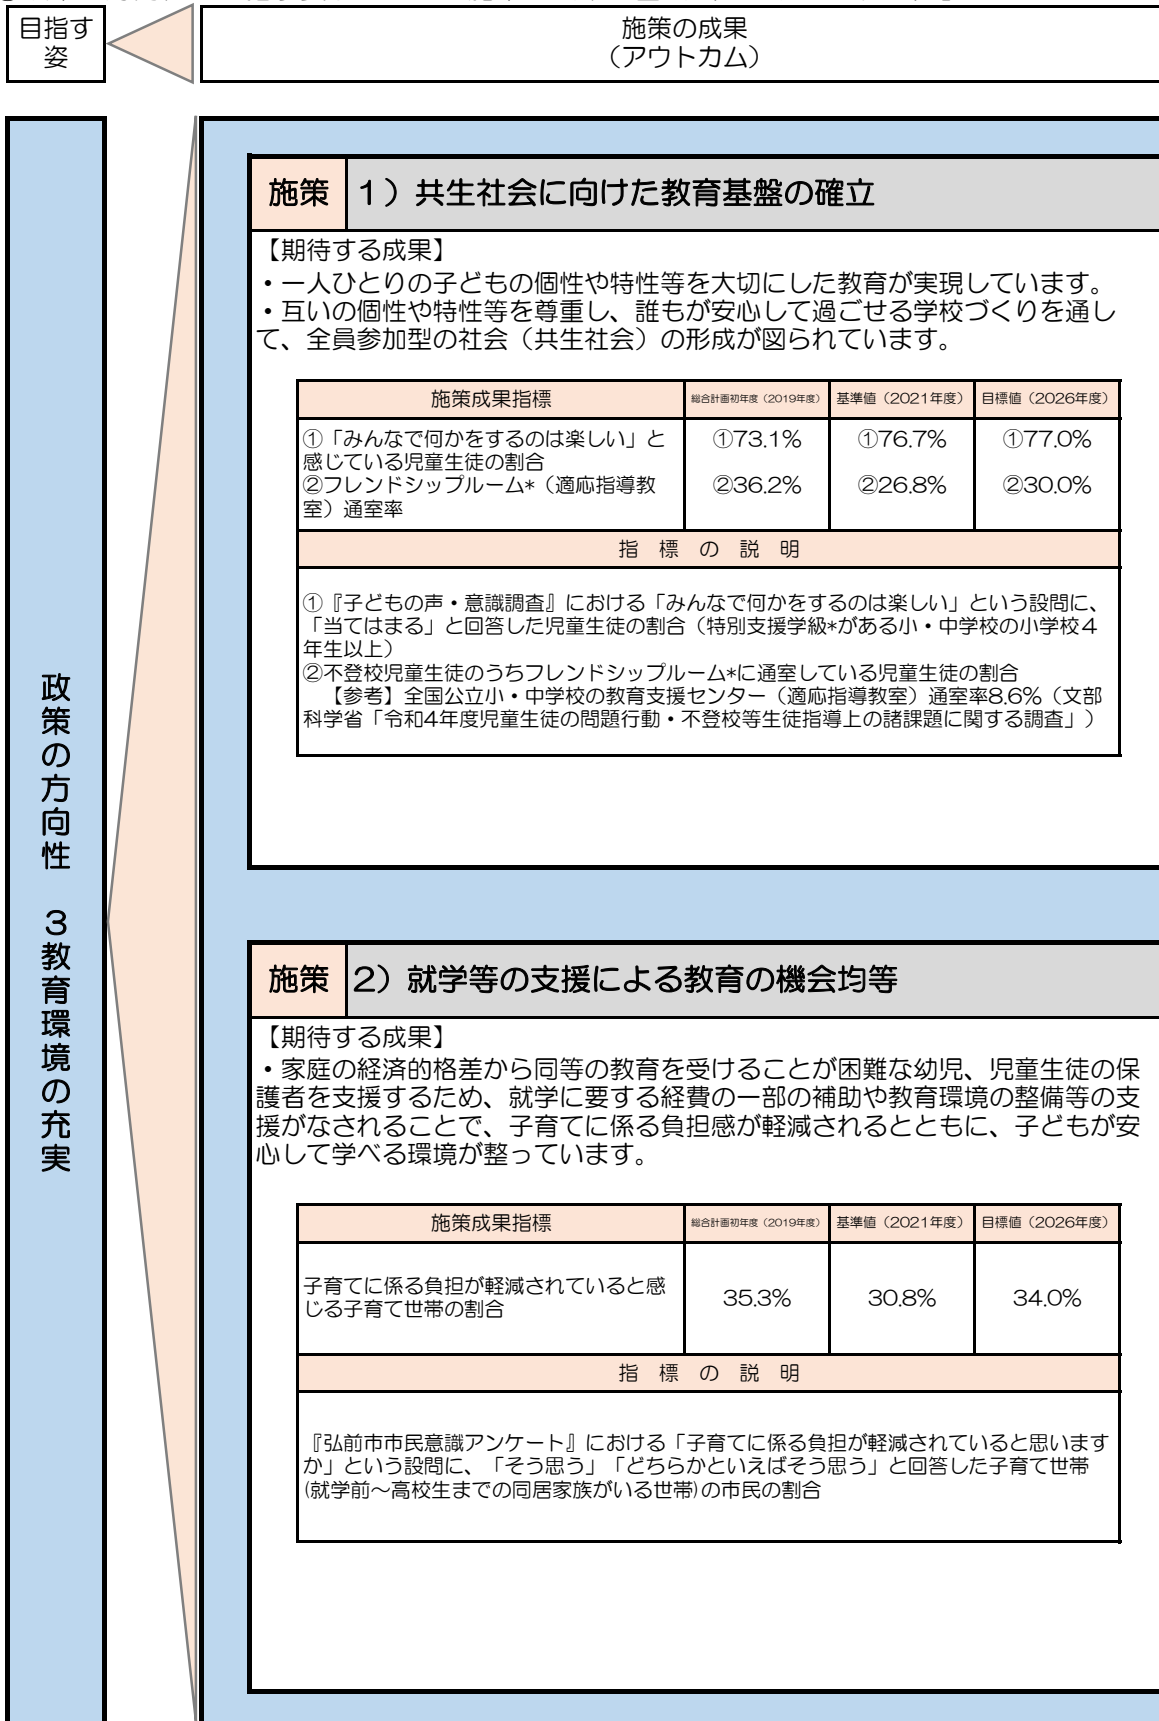 目指す
姿
施策の成果
（アウトカム）
政策の方向性　３教育環境の充実
施策
１）共生社会に向けた教育基盤の確立
【期待する成果】
・一人ひとりの子どもの個性や特性等を大切にした教育が実現しています。
・互いの個性や特性等を尊重し、誰もが安心して過ごせる学校づくりを通し
て、全員参加型の社会（共生社会）の形成が図られています。
施策成果指標
総合計画初年度（2019年度）
基準値（2021年度）
目標値（2026年度）
①「みんなで何かをするのは楽しい」と
感じている児童生徒の割合
②フレンドシップルーム*（適応指導教
室）通室率
①73.1%
①76.7%
①77.0%
②36.2%
②26.8%
②30.0%
指　標　の　説　明
①『子どもの声・意識調査』における「みんなで何かをするのは楽しい」という設問に、
「当てはまる」と回答した児童生徒の割合（特別支援学級*がある小・中学校の小学校４
年生以上）
②不登校児童生徒のうちフレンドシップルーム*に通室している児童生徒の割合
【参考】全国公立小・中学校の教育支援センター（適応指導教室）通室率8.6%（文部
科学省「令和4年度児童生徒の問題行動・不登校等生徒指導上の諸課題に関する調査」）
施策
2）就学等の支援による教育の機会均等
【期待する成果】
・家庭の経済的格差から同等の教育を受けることが困難な幼児、児童生徒の保
護者を支援するため、就学に要する経費の一部の補助や教育環境の整備等の支
援がなされることで、子育てに係る負担感が軽減されるとともに、子どもが安
心して学べる環境が整っています。
施策成果指標
総合計画初年度（2019年度）
基準値（2021年度）
目標値（2026年度）
子育てに係る負担が軽減されていると感
じる子育て世帯の割合
35.3%
30.8%
34.0%
指　標　の　説　明
『弘前市市民意識アンケート』における「子育てに係る負担が軽減されていると思います
か」という設問に、「そう思う」「どちらかといえばそう思う」と回答した子育て世帯
(就学前～高校生までの同居家族がいる世帯)の市民の割合